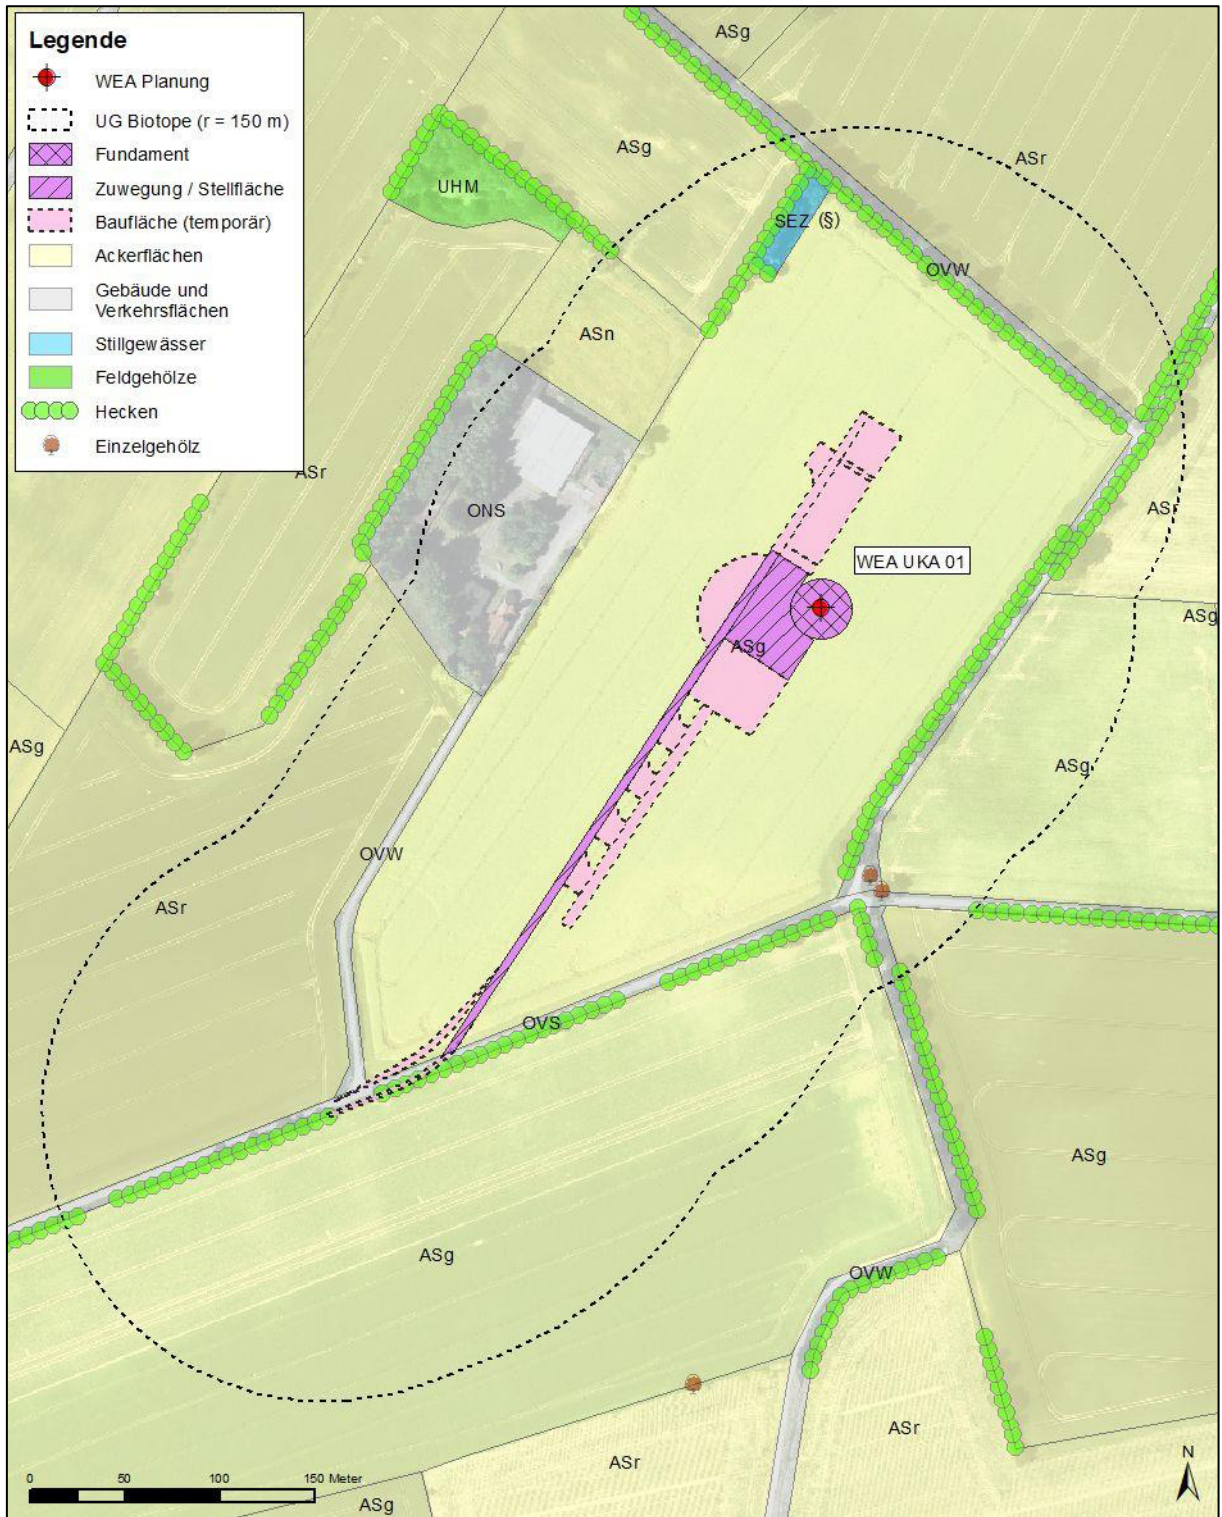 Legende
WEA Planung
UG Biotope (r = 150 m)
Fundament
Zuwegung / Stellfläche
Baufläche (temporär)
Ackerflächen
Gebäude und
Verkehrsflächen
Stillgewässer
Feldgehölze
Hecken
Einzelgehölz
ASg
ASg
ASr
UHM
SEZ (§)
OVW
ASn
ASr
ONS
ASr
WEA UKA 01
ASg
ASg
ASg
ASg
OVW
ASr
OVS
ASg
ASg
OVW
ASr
ASr
ASg
0 50 100 150 Meter
N